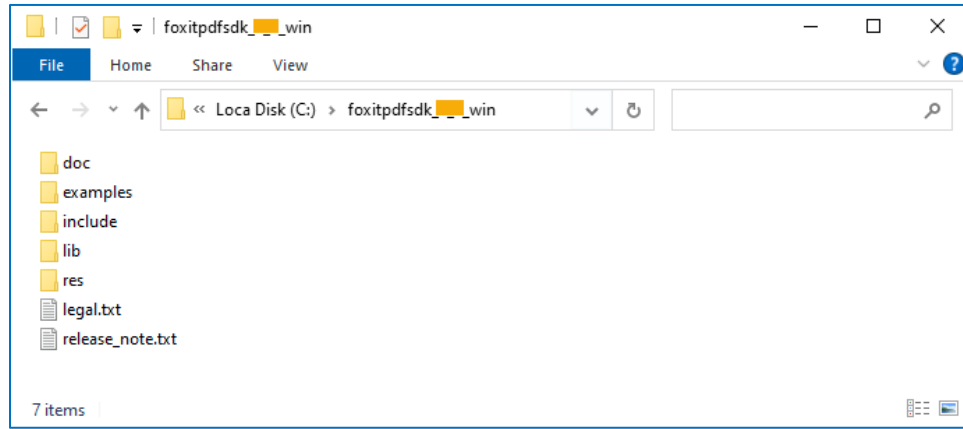 foxitpdfsdk_ _ _win
File Home Share View
« Loca Disk (C:) › foxitpdfsdk_ _ _win
doc
examples
include
lib
res
legal.txt
release_note.txt
7 items